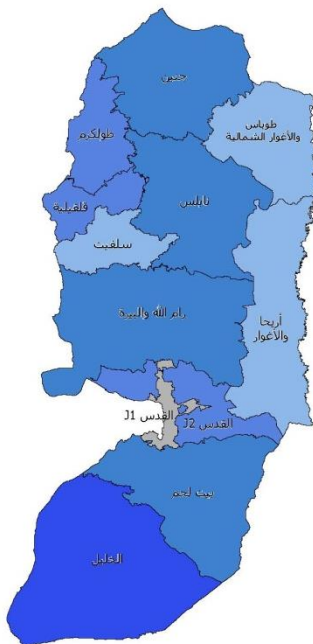 جنين
طوباس
والأغوار الشمالية
طولكرم
قلقيلية
نابلس
سلفيت
رام الله والبيرة
أريحا
والأغوار
القدس J1
القدس J2
بيت لحم
الخليل